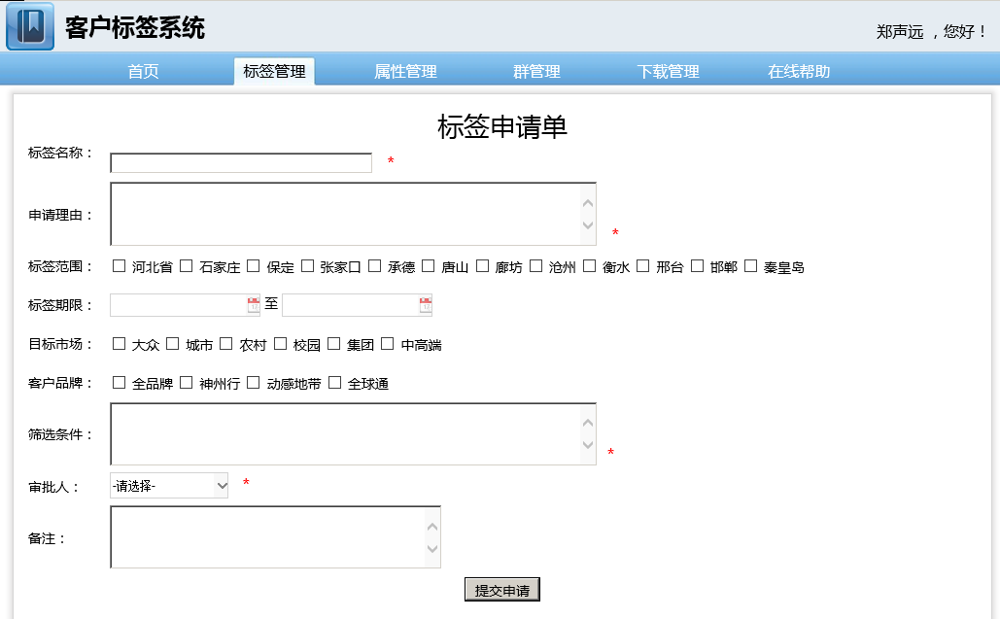 客户标签系统
郑声远 ，您好！
首页 标签管理 属性管理 群管理 下载管理 在线帮助
标签申请单
标签名称： *
申请理由： *
标签范围： 河北省 石家庄 保定 张家口 承德 唐山 廊坊 沧州 衡水 邢台 邯郸 秦皇岛
标签期限： 至
目标市场： 大众 城市 农村 校园 集团 中高端
客户品牌： 全品牌 神州行 动感地带 全球通
筛选条件： *
审批人： -请选择- *
备注：
提交申请